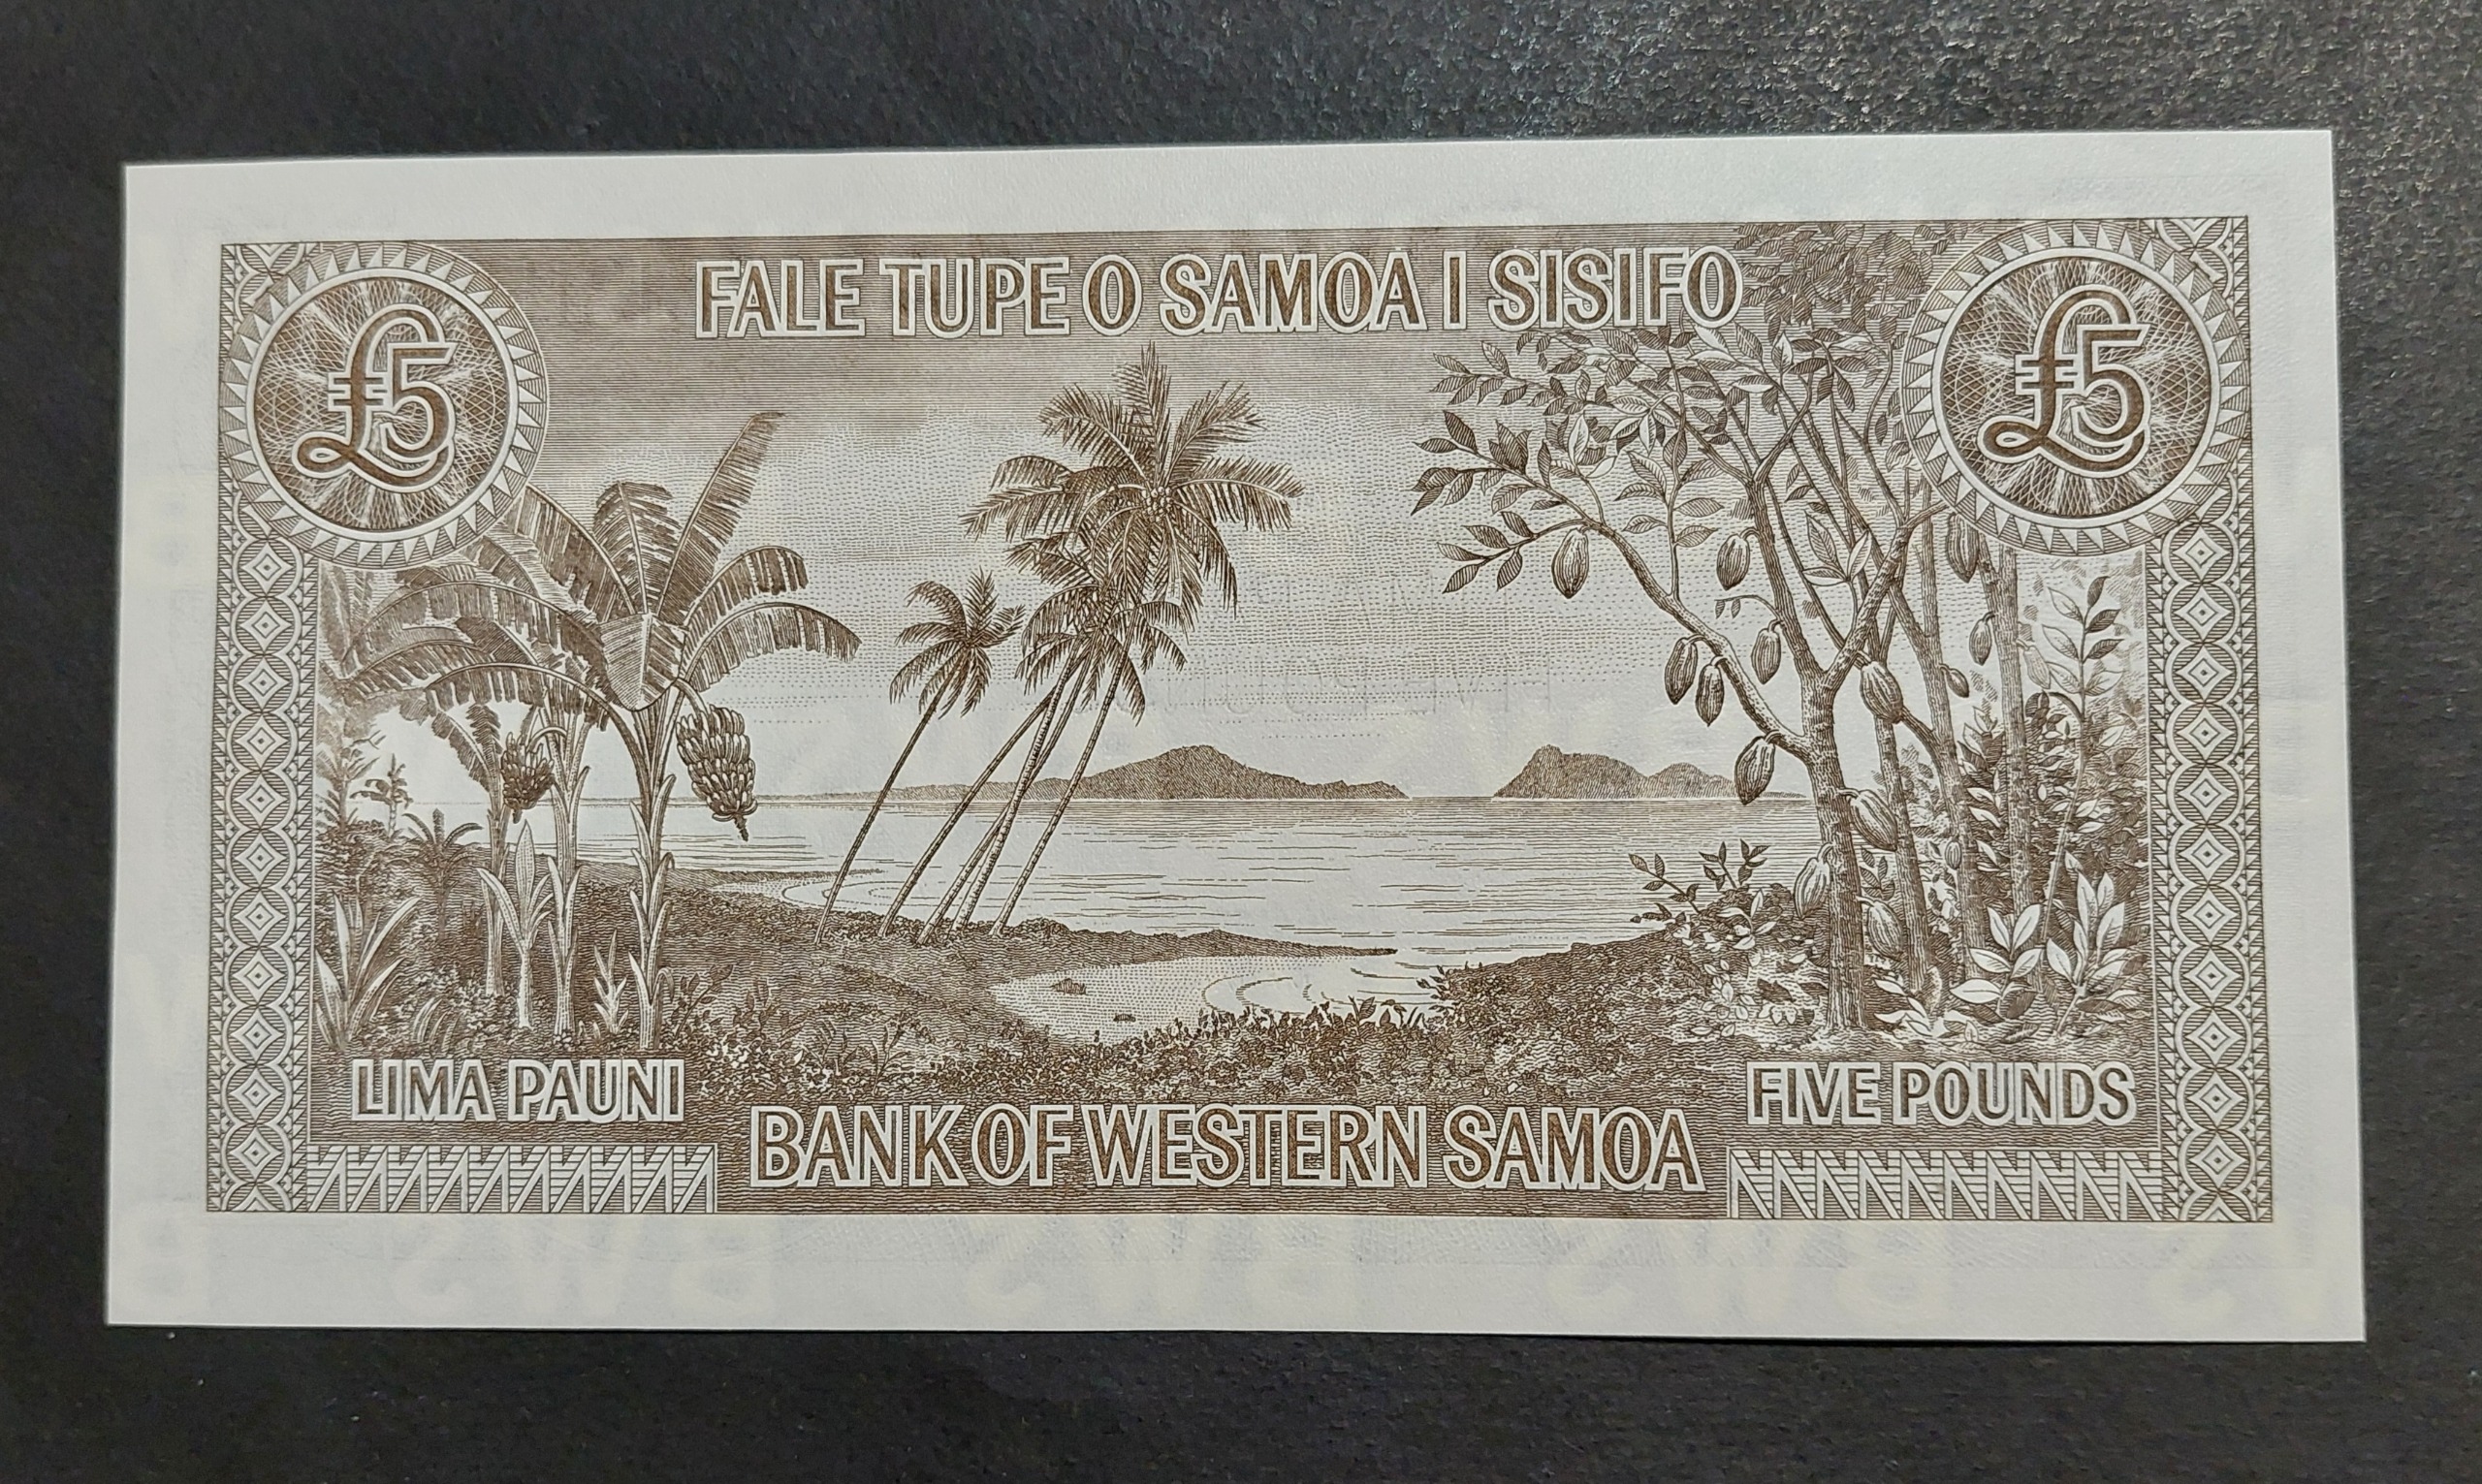 FALE TUPE O SAMOA I SISIFO
£5
£5
LIMA PAUNI
FIVE POUNDS
BANK OF WESTERN SAMOA